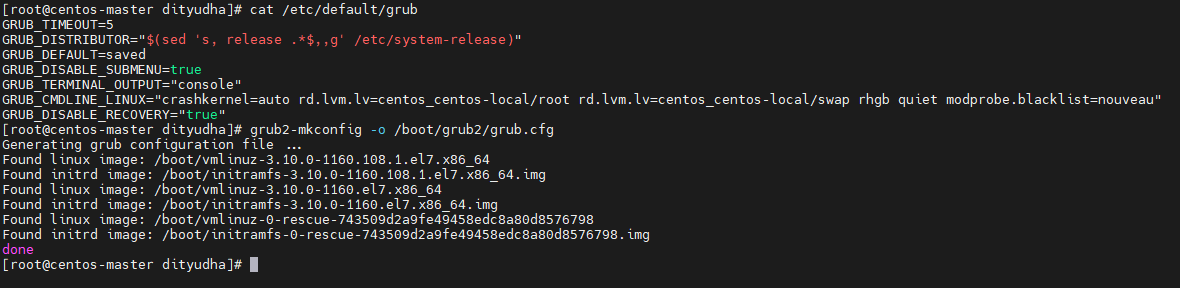 [root@centos-master dityudha]# cat /etc/default/grub
GRUB_TIMEOUT=5
GRUB_DISTRIBUTOR="$(sed 's, release .*$,,g' /etc/system-release)"
GRUB_DEFAULT=saved
GRUB_DISABLE_SUBMENU=true
GRUB_TERMINAL_OUTPUT="console"
GRUB_CMDLINE_LINUX="crashkernel=auto rd.lvm.lv=centos_centos-local/root rd.lvm.lv=centos_centos-local/swap rhgb quiet modprobe.blacklist=nouveau"
GRUB_DISABLE_RECOVERY="true"
[root@centos-master dityudha]# grub2-mkconfig -o /boot/grub2/grub.cfg
Generating grub configuration file ...
Found linux image: /boot/vmlinuz-3.10.0-1160.108.1.el7.x86_64
Found initrd image: /boot/initramfs-3.10.0-1160.108.1.el7.x86_64.img
Found linux image: /boot/vmlinuz-3.10.0-1160.el7.x86_64
Found initrd image: /boot/initramfs-3.10.0-1160.el7.x86_64.img
Found linux image: /boot/vmlinuz-0-rescue-743509d2a9fe49458edc8a80d8576798
Found initrd image: /boot/initramfs-0-rescue-743509d2a9fe49458edc8a80d8576798.img
done
[root@centos-master dityudha]#